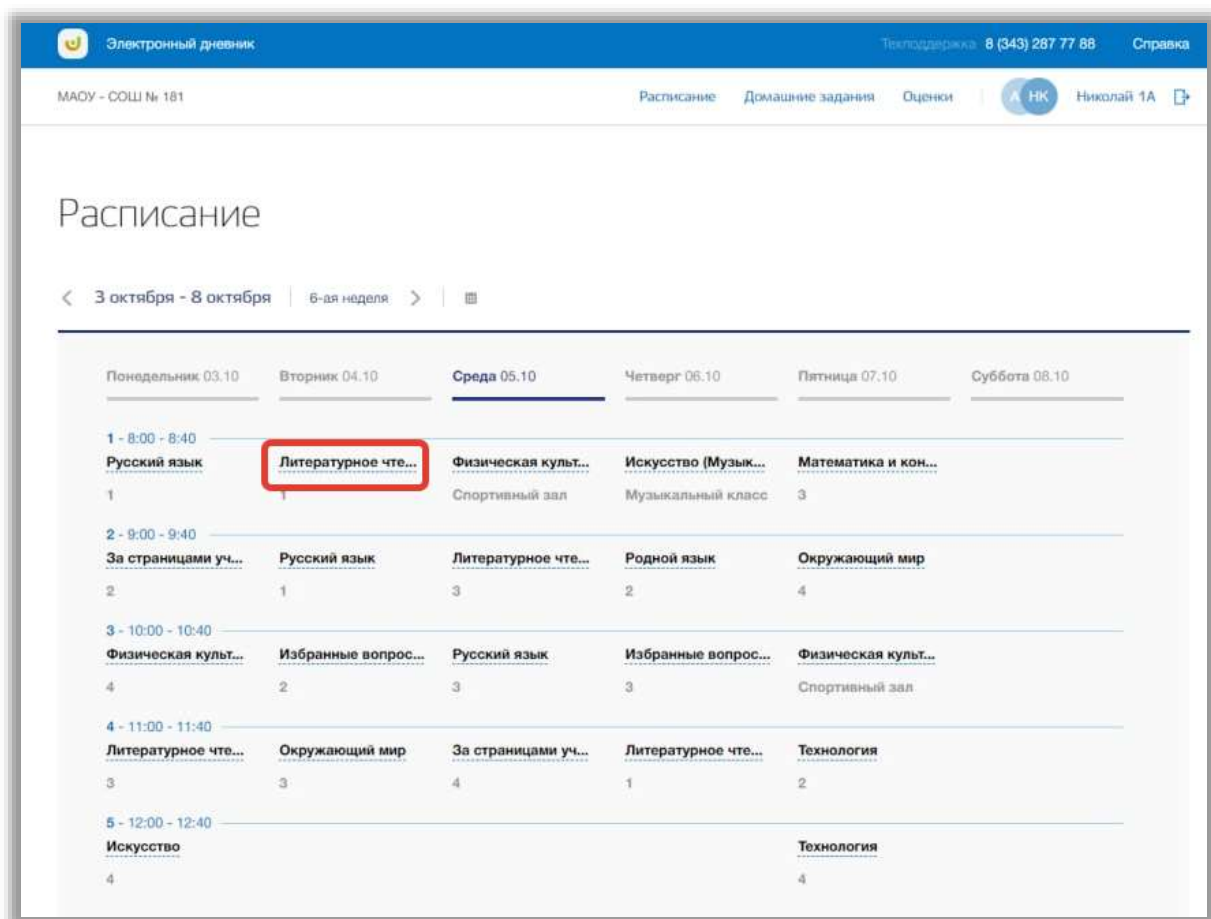 Электронный дневник Техподдержка 8 (343) 287 77 88 Справка
МАОУ - СОШ № 181 Расписание Домашние задания Оценки А НК Николай 1А
Расписание
3 октября - 8 октября 6-ая неделя
Понедельник 03.10 Вторник 04.10 Среда 05.10 Четверг 06.10 Пятница 07.10 Суббота 08.10
1 - 8:00 - 8:40
Русский язык Литературное чте... Физическая культ... Искусство (Музык... Математика и кон...
1 1 Спортивный зал Музыкальный класс 3
2 - 9:00 - 9:40
За страницами уч... Русский язык Литературное чте... Родной язык Окружающий мир
2 1 3 2 4
3 - 10:00 - 10:40
Физическая культ... Избранные вопрос... Русский язык Избранные вопрос... Физическая культ...
4 2 3 3 Спортивный зал
4 - 11:00 - 11:40
Литературное чте... Окружающий мир За страницами уч... Литературное чте... Технология
3 3 4 1 2
5 - 12:00 - 12:40
Искусство Технология
4 4